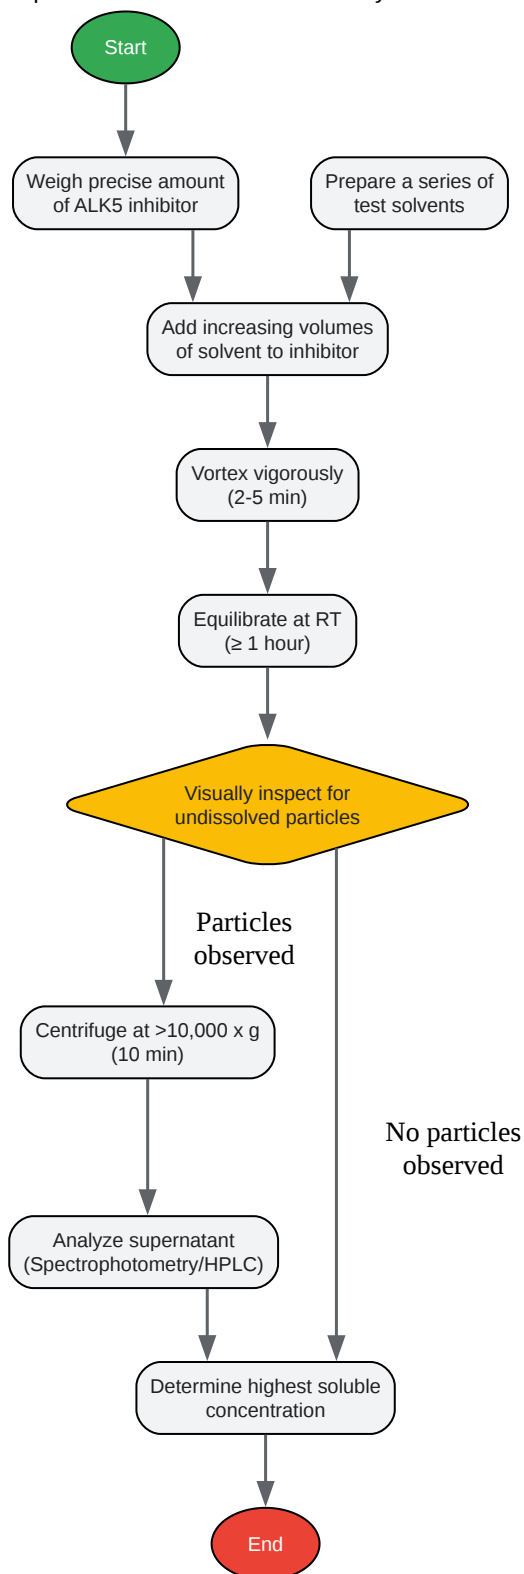 Start
Weigh precise amount
of ALK5 inhibitor
Prepare a series of
test solvents
Add increasing volumes
of solvent to inhibitor
Vortex vigorously
(2-5 min)
Equilibrate at RT
(≥ 1 hour)
Visually inspect for
undissolved particles
Particles
observed
Centrifuge at >10,000 x g
(10 min)
No particles
observed
Analyze supernatant
(Spectrophotometry/HPLC)
Determine highest soluble
concentration
End